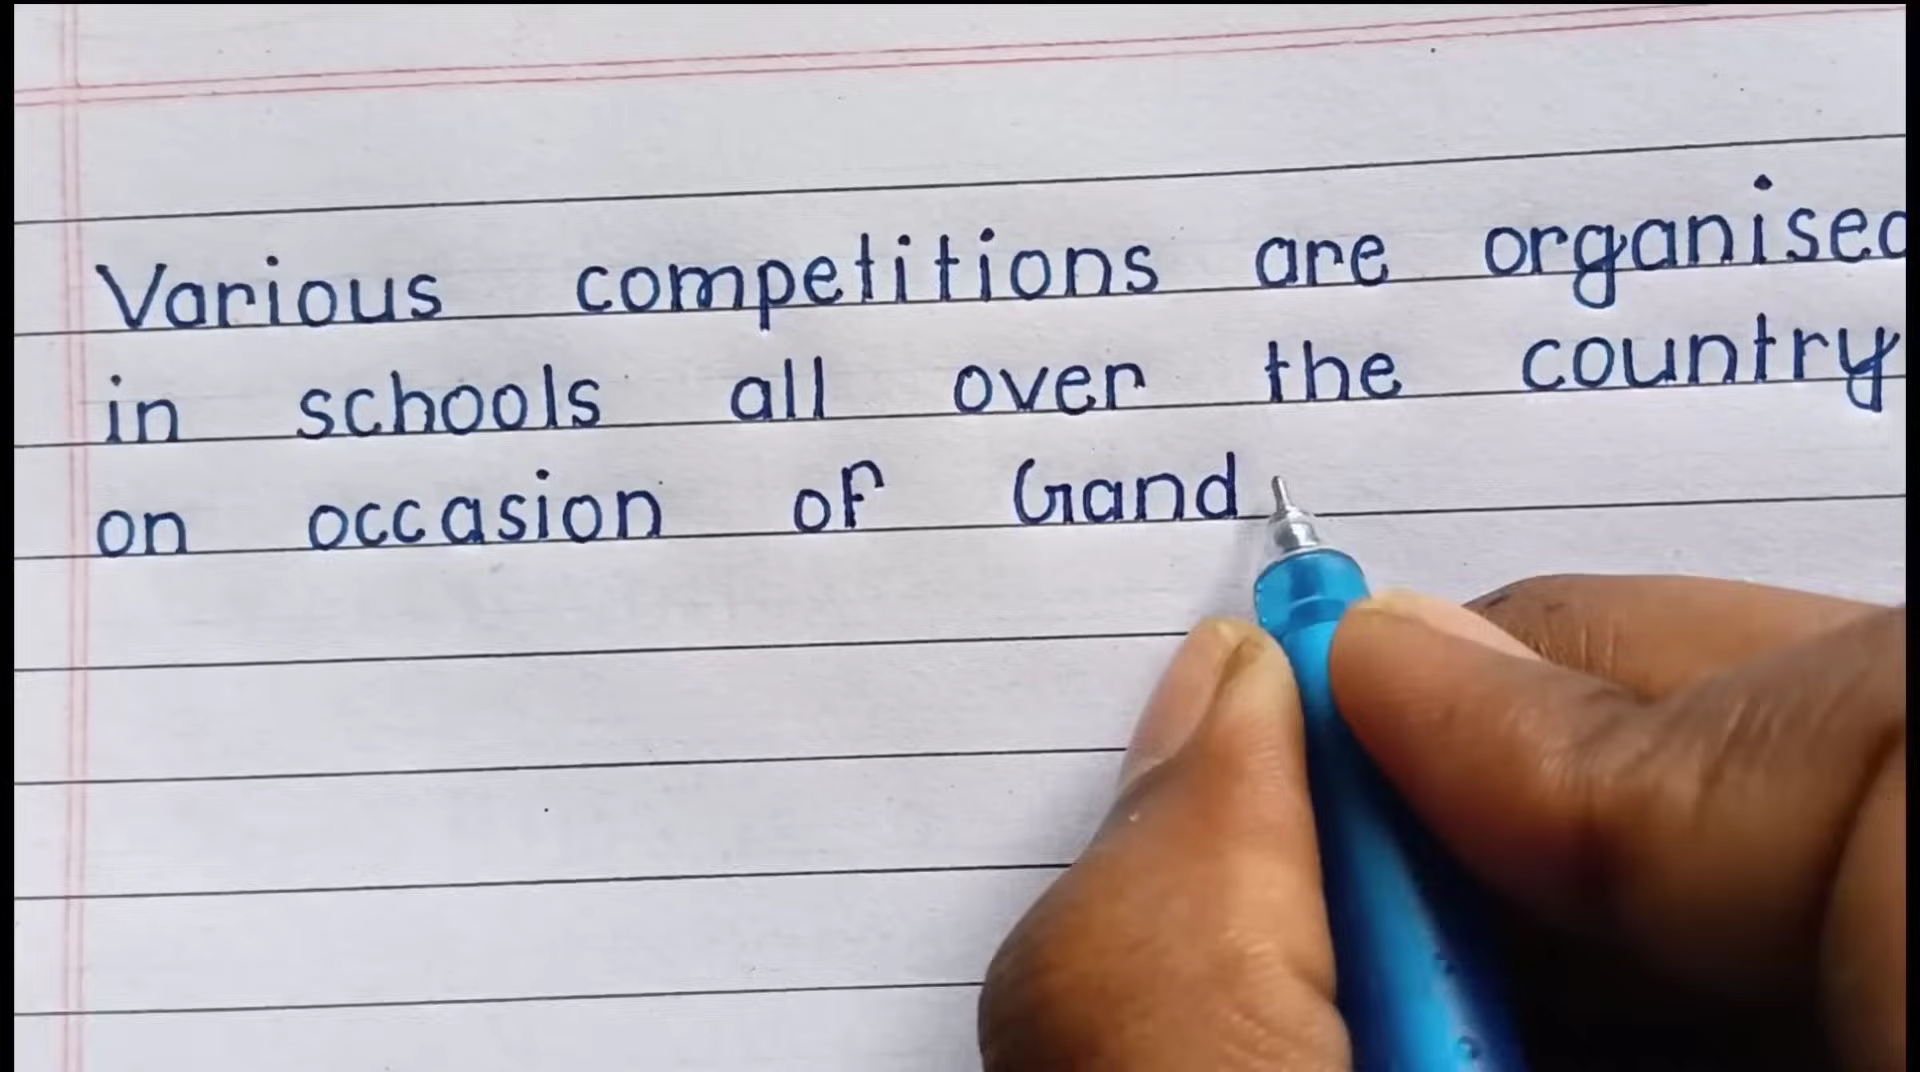 Various competitions are organised
in schools all over the country
on occasion of Gand